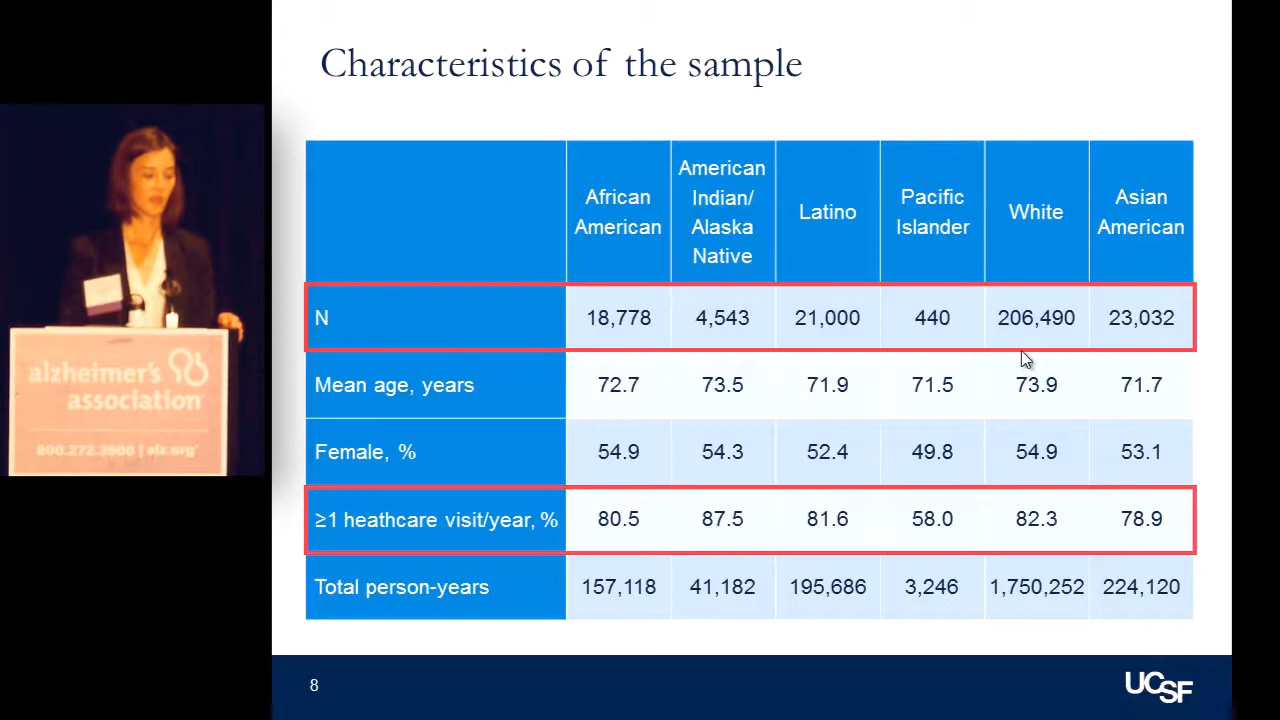 Characteristics of the sample
African American
American Indian/ Alaska Native
Latino
Pacific Islander
White
Asian American
N 18,778 4,543 21,000 440 206,490 23,032
Mean age, years 72.7 73.5 71.9 71.5 73.9 71.7
Female, % 54.9 54.3 52.4 49.8 54.9 53.1
≥1 heathcare visit/year, % 80.5 87.5 81.6 58.0 82.3 78.9
Total person-years 157,118 41,182 195,686 3,246 1,750,252 224,120
8
UCSF
alzheimer's
association
800.272.3900 | alz.org